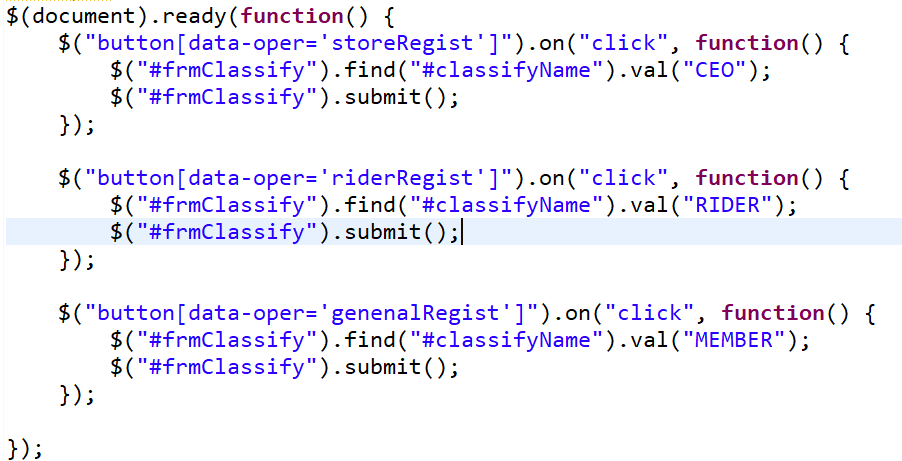 $(document).ready(function() {
    $("button[data-oper='storeRegist']").on("click", function() {
        $("#frmClassify").find("#classifyName").val("CEO");
        $("#frmClassify").submit();
    });

    $("button[data-oper='riderRegist']").on("click", function() {
        $("#frmClassify").find("#classifyName").val("RIDER");
        $("#frmClassify").submit();
    });

    $("button[data-oper='genenalRegist']").on("click", function() {
        $("#frmClassify").find("#classifyName").val("MEMBER");
        $("#frmClassify").submit();
    });

});